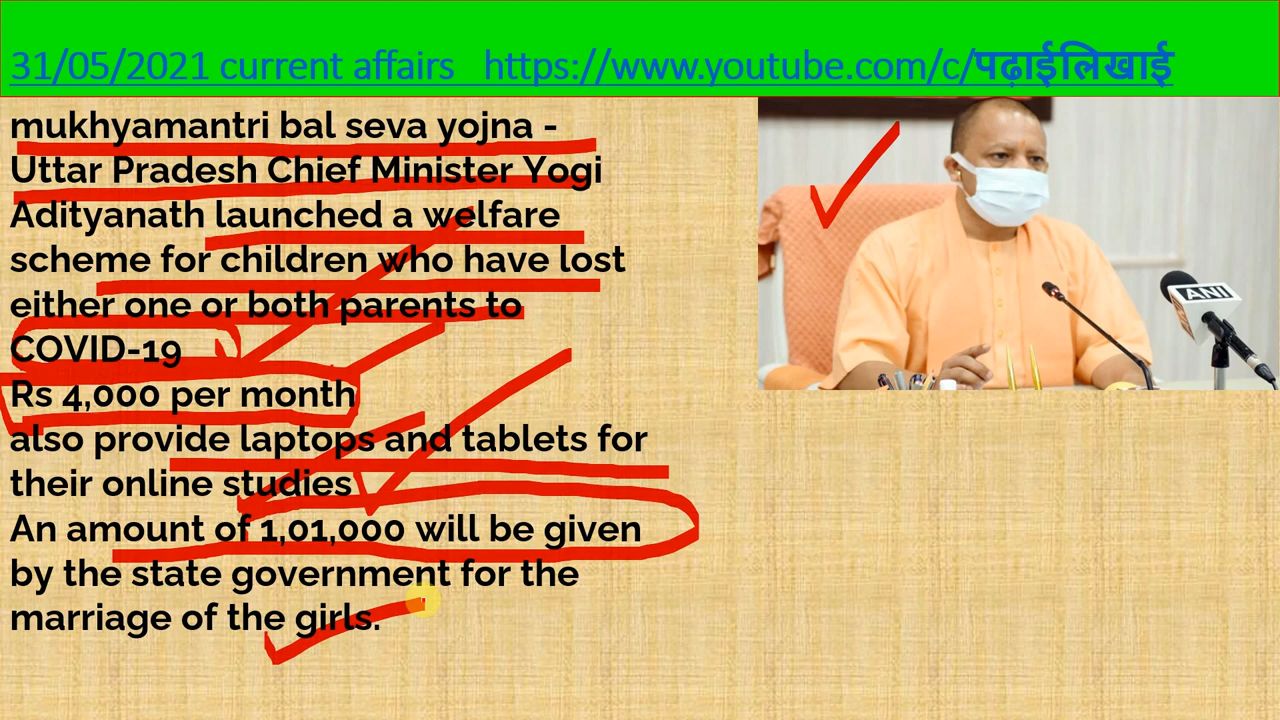 31/05/2021 current affairs https://www.youtube.com/c/पढ़ाईलिखाई
mukhyamantri bal seva yojna -
Uttar Pradesh Chief Minister Yogi
Adityanath launched a welfare
scheme for children who have lost
either one or both parents to
COVID-19
Rs 4,000 per month
also provide laptops and tablets for
their online studies
An amount of 1,01,000 will be given
by the state government for the
marriage of the girls.
ANI